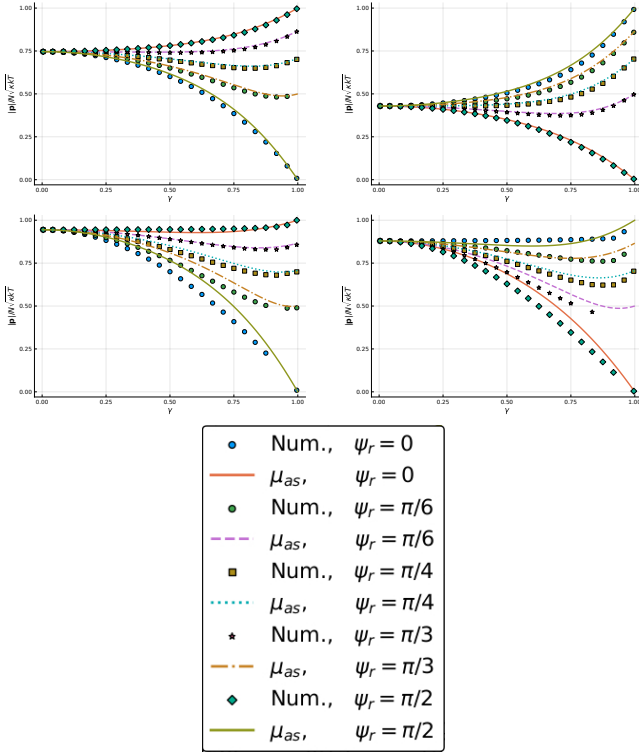 1.00
0.75
0.50
0.25
0.00
|p|/N√κkT
0.00 0.25 0.50 0.75 1.00
γ
1.00
0.75
0.50
0.25
0.00
|p|/N√κkT
0.00 0.25 0.50 0.75 1.00
γ
1.00
0.75
0.50
0.25
0.00
|p|/N√κkT
0.00 0.25 0.50 0.75 1.00
γ
1.00
0.75
0.50
0.25
0.00
|p|/N√κkT
0.00 0.25 0.50 0.75 1.00
γ
Num., ψr = 0
μas, ψr = 0
Num., ψr = π/6
μas, ψr = π/6
Num., ψr = π/4
μas, ψr = π/4
Num., ψr = π/3
μas, ψr = π/3
Num., ψr = π/2
μas, ψr = π/2